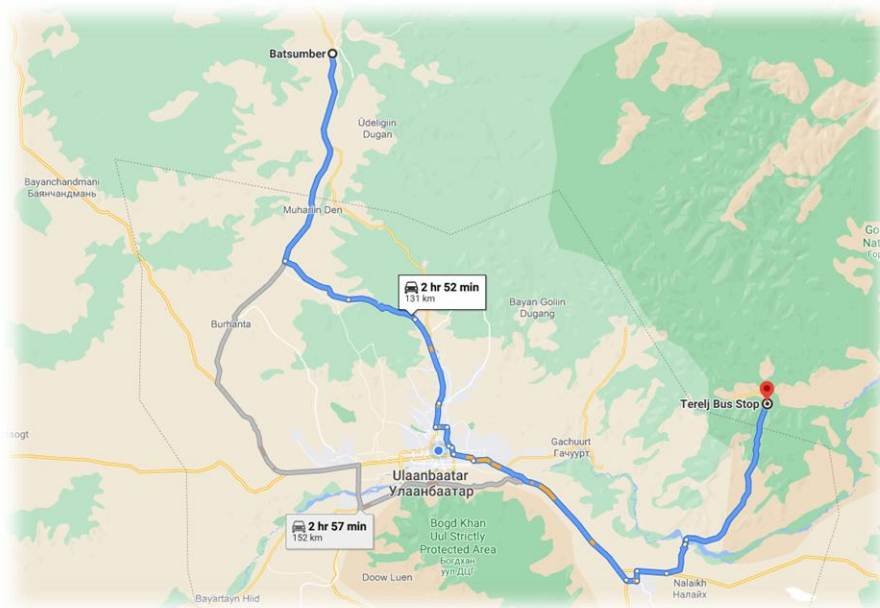 Batsumber
Üdeligiin
Dugan
Bayanchandmani
Баянчандмань
Muhariin Den
2 hr 52 min
131 km
Bayan Goliin
Dugang
Burhanta
Terelj Bus Stop
Gachuurt
Гачуурт
Ulaanbaatar
Улаанбаатар
2 hr 57 min
152 km
Bogd Khan
Uul Strictly
Protected Area
Богдхан
уул ДЦГ
Doow Luen
Nalaikh
Налайх
Bayartayn Hiid